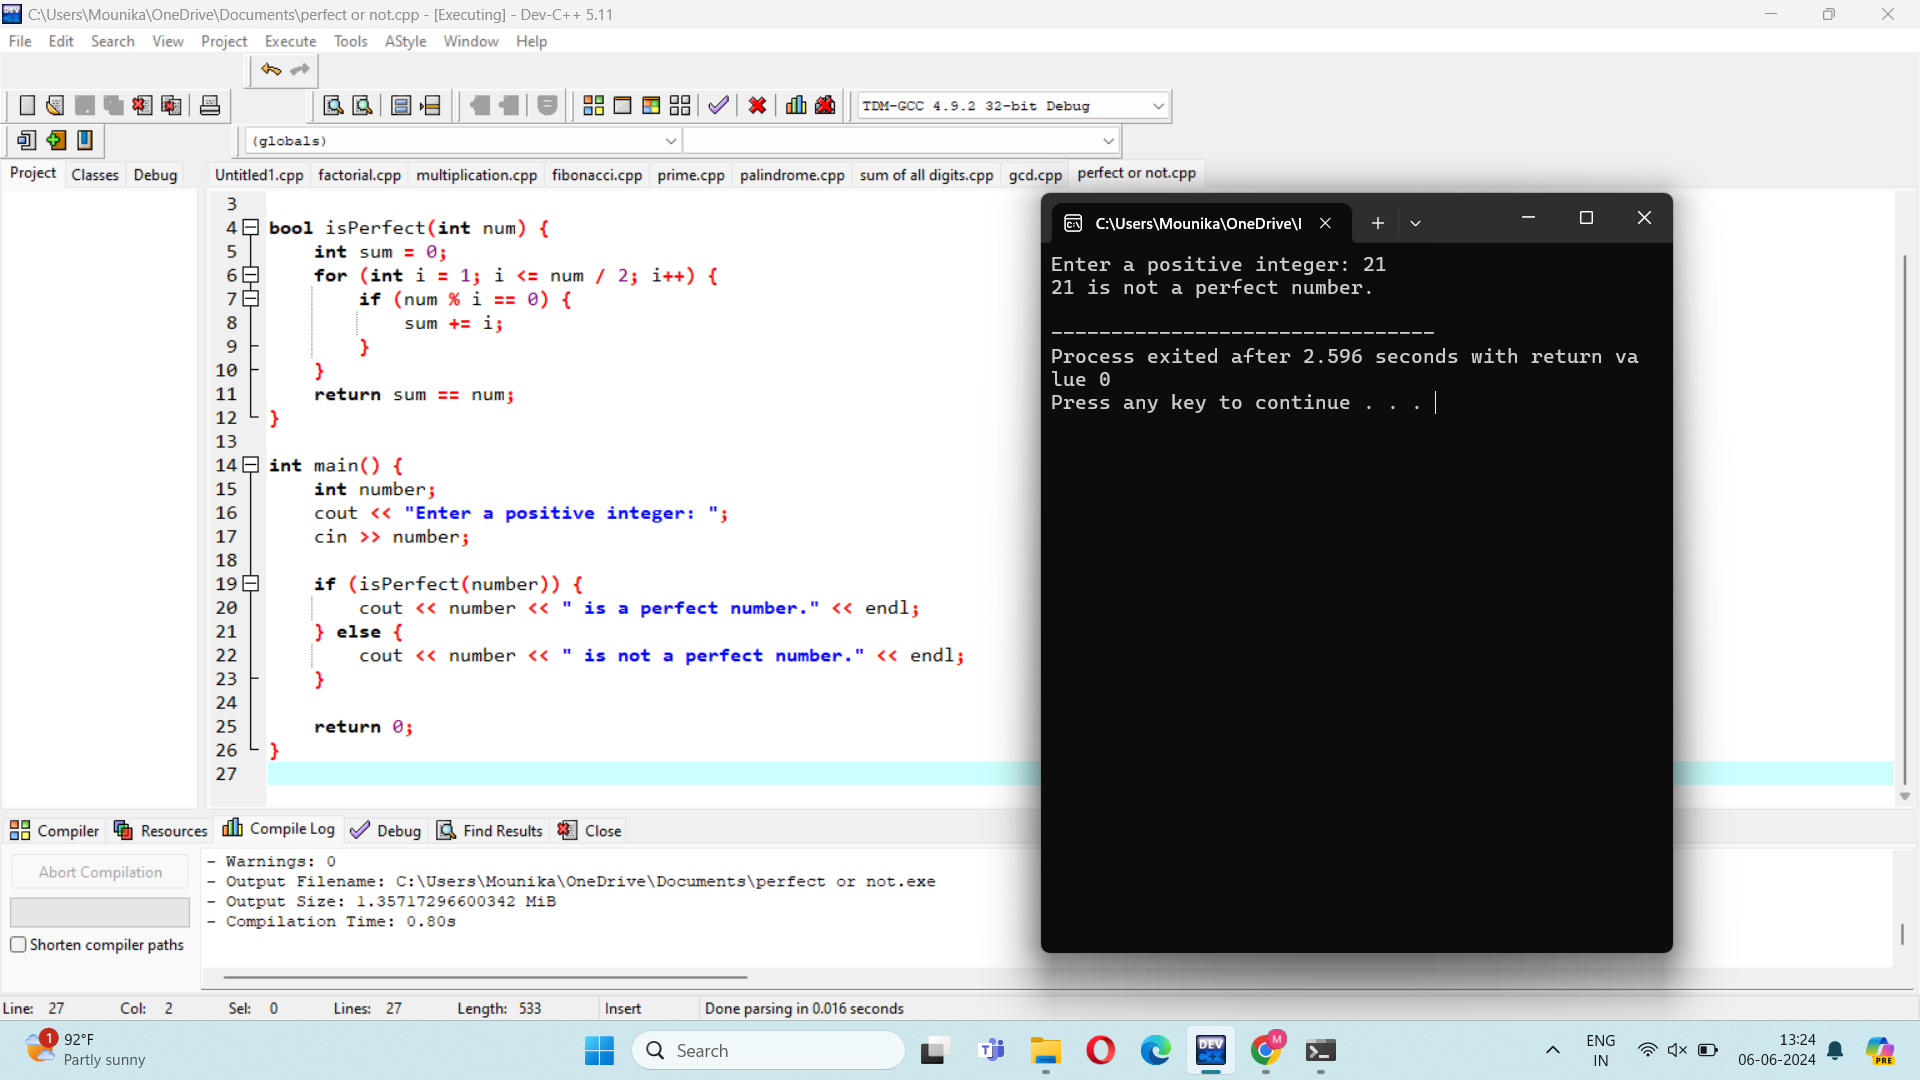 C:\Users\Mounika\OneDrive\Documents\perfect or not.cpp - [Executing] - Dev-C++ 5.11
File Edit Search View Project Execute Tools AStyle Window Help
TDM-GCC 4.9.2 32-bit Debug
(globals)
Project Classes Debug
Untitled1.cpp factorial.cpp multiplication.cpp fibonacci.cpp prime.cpp palindrome.cpp sum of all digits.cpp gcd.cpp perfect or not.cpp
3
4 bool isPerfect(int num) {
5 int sum = 0;
6 for (int i = 1; i <= num / 2; i++) {
7 if (num % i == 0) {
8 sum += i;
9 }
10 }
11 return sum == num;
12 }
13
14 int main() {
15 int number;
16 cout << "Enter a positive integer: ";
17 cin >> number;
18
19 if (isPerfect(number)) {
20 cout << number << " is a perfect number." << endl;
21 } else {
22 cout << number << " is not a perfect number." << endl;
23 }
24
25 return 0;
26 }
27
C:\Users\Mounika\OneDrive\I
Enter a positive integer: 21
21 is not a perfect number.
--------------------------------
Process exited after 2.596 seconds with return va
lue 0
Press any key to continue . . .
Compiler Resources Compile Log Debug Find Results Close
Abort Compilation
Shorten compiler paths
- Warnings: 0
- Output Filename: C:\Users\Mounika\OneDrive\Documents\perfect or not.exe
- Output Size: 1.35717296600342 MiB
- Compilation Time: 0.80s
Line: 27 Col: 2 Sel: 0 Lines: 27 Length: 533 Insert Done parsing in 0.016 seconds
1
92°F
Partly sunny
Search
DEV
C++
M
ENG
IN
13:24
06-06-2024
PRE